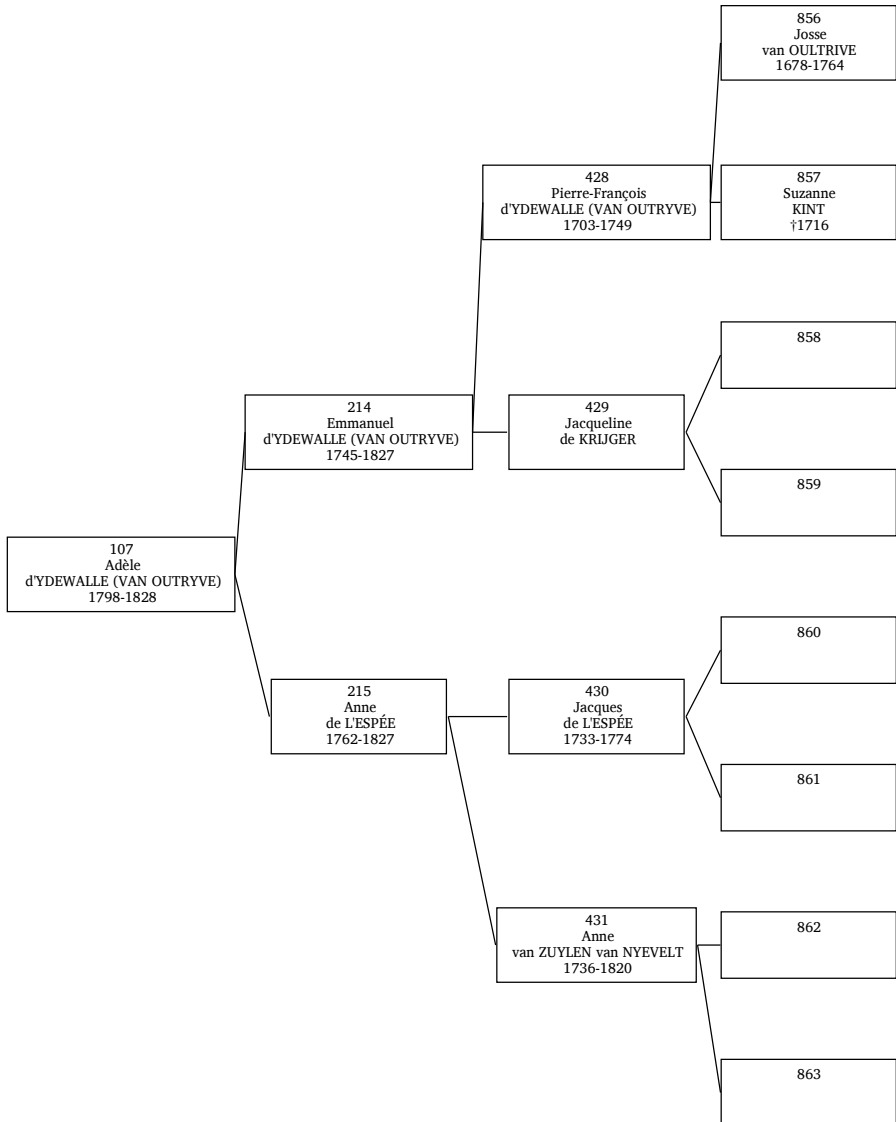 856
Josse
van OULTRIVE
1678-1764
428
Pierre-François
d'YDEWALLE (VAN OUTRYVE)
1703-1749
857
Suzanne
KINT
†1716
858
214
Emmanuel
d'YDEWALLE (VAN OUTRYVE)
1745-1827
429
Jacqueline
de KRIJGER
859
107
Adèle
d'YDEWALLE (VAN OUTRYVE)
1798-1828
860
215
Anne
de L'ESPÉE
1762-1827
430
Jacques
de L'ESPÉE
1733-1774
861
431
Anne
van ZUYLEN van NYEVELT
1736-1820
862
863